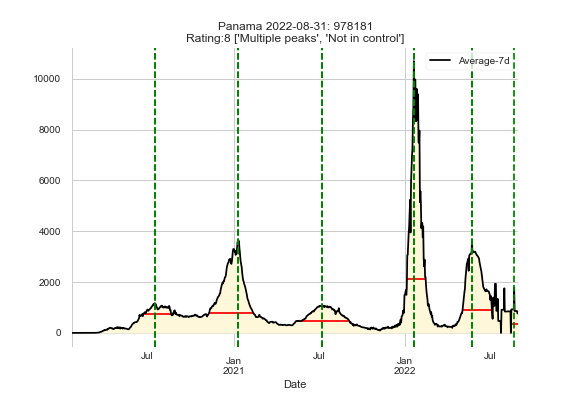 Panama 2022-08-31: 978181
Rating:8 ['Multiple peaks', 'Not in control']
Average-7d
10000
8000
6000
4000
2000
0
Jul
Jan
2021
Jul
Jan
2022
Jul
Date